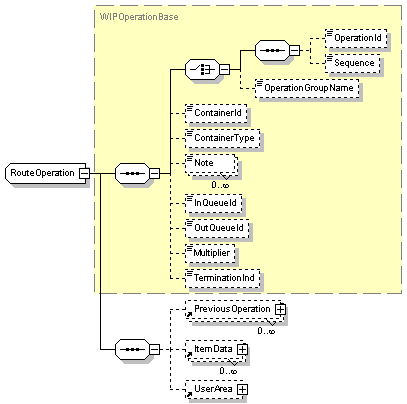 WIPOperationBase
OperationId
Sequence
OperationGroupName
ContainerId
ContainerType
RouteOperation
Note
0..∞
InQueueId
OutQueueId
Multiplier
TerminationInd
PreviousOperation
0..∞
ItemData
0..∞
UserArea